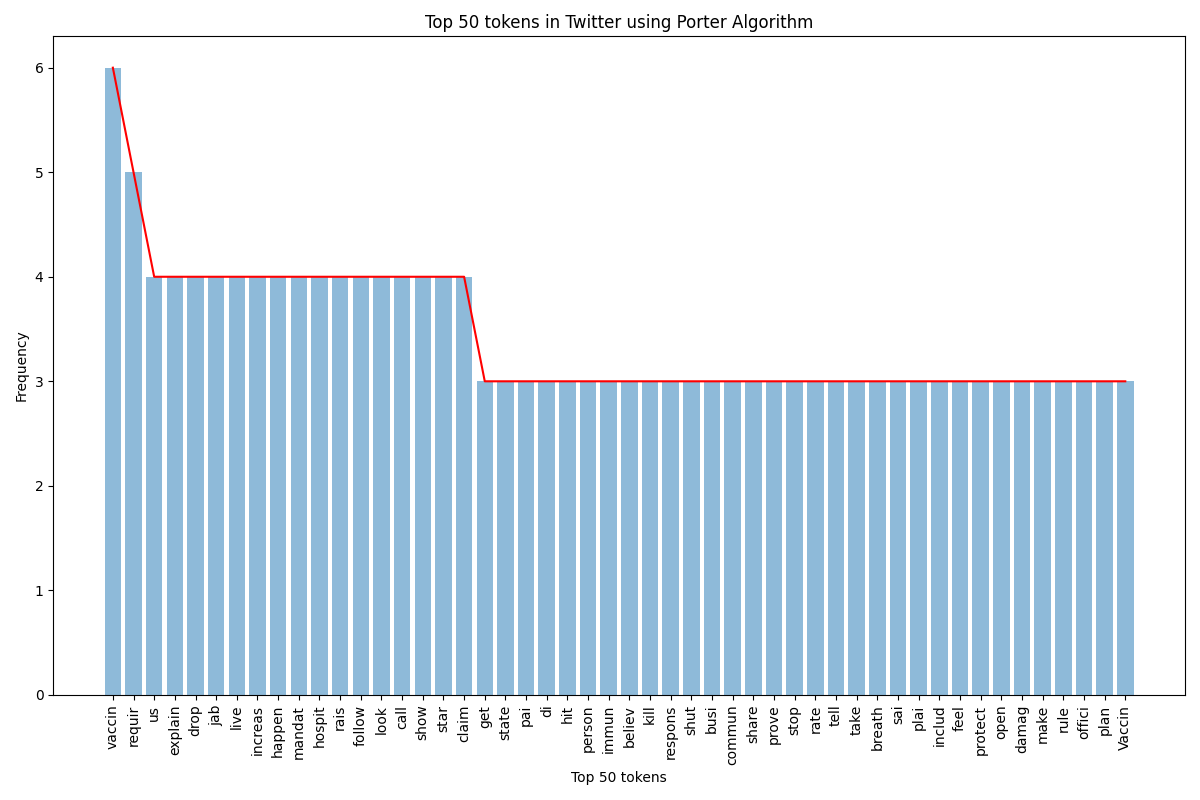 Top 50 tokens in Twitter using Porter Algorithm
Frequency
6
5
4
3
2
1
0
vaccin
requir
us
explain
drop
jab
live
increas
happen
mandat
hospit
rais
follow
look
call
show
star
claim
get
state
pai
di
hit
person
immun
believ
kill
respons
shut
busi
commun
share
prove
stop
rate
tell
take
breath
sai
plai
includ
feel
protect
open
damag
make
rule
offici
plan
Vaccin
Top 50 tokens